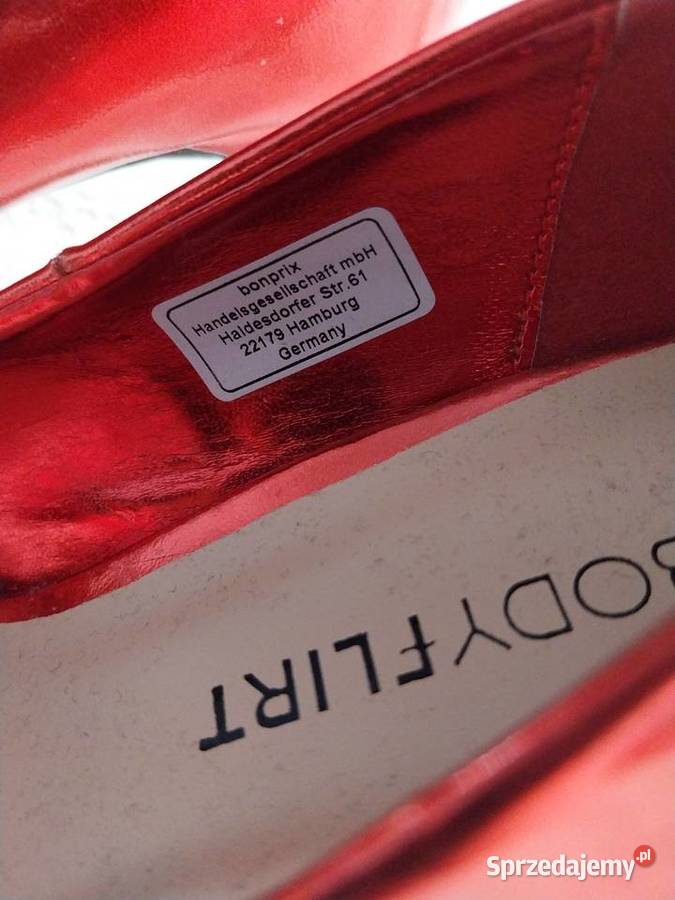 bonprix
Handelsgesellschaft mbH
Haldesdorfer Str.61
22179 Hamburg
Germany
BODYFLIRT
Sprzedajemy.pl